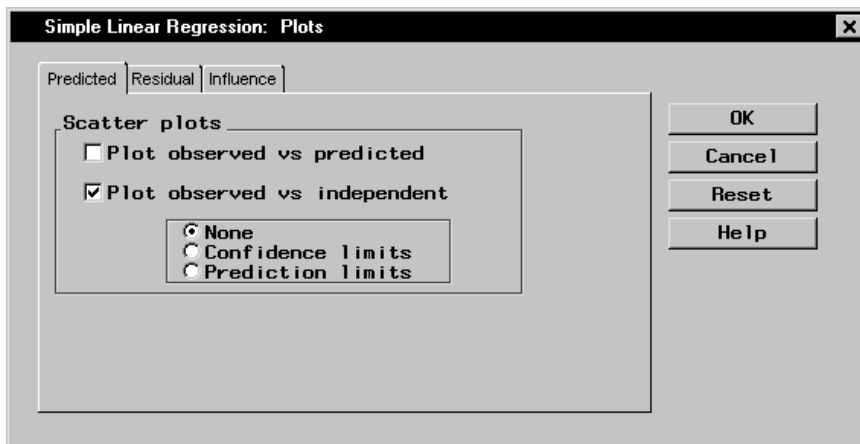 Simple Linear Regression: Plots
Predicted Residual Influence
Scatter plots
Plot observed vs predicted
Plot observed vs independent
None
Confidence limits
Prediction limits
OK
Cancel
Reset
Help